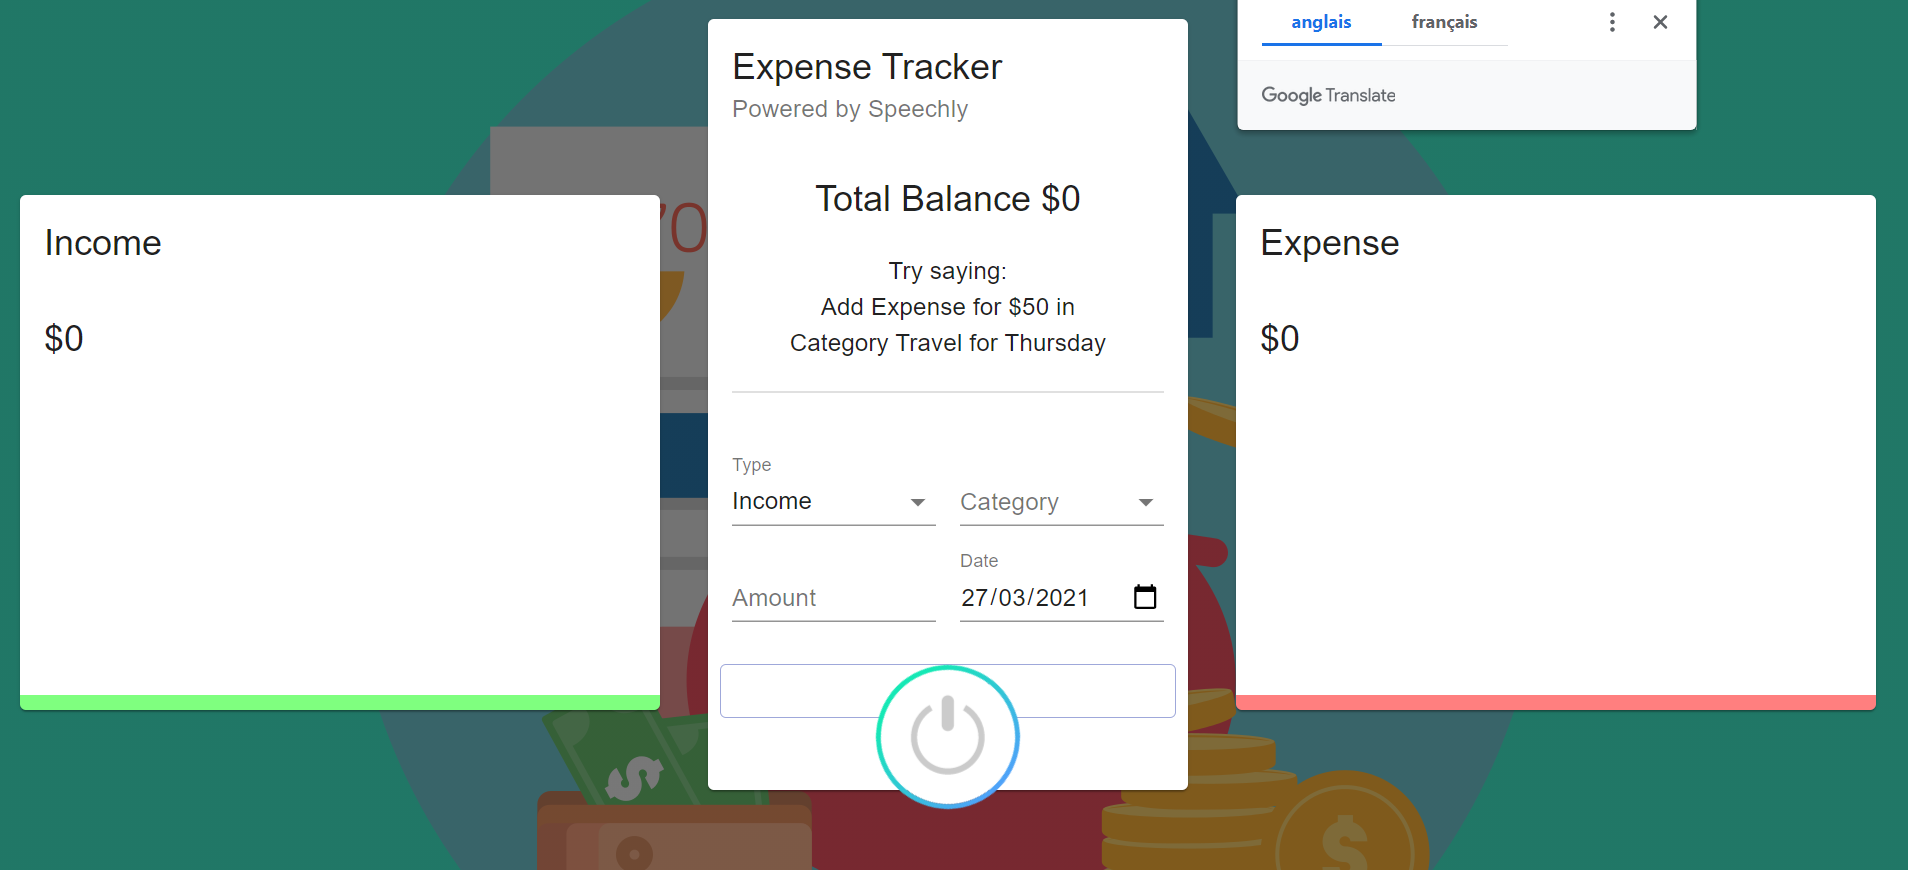 anglais français
Google Translate
Expense Tracker
Powered by Speechly
Total Balance $0
Try saying:
Add Expense for $50 in
Category Travel for Thursday
Income
$0
Expense
$0
Type
Income
Category
Amount
Date
27/03/2021
70
$
$